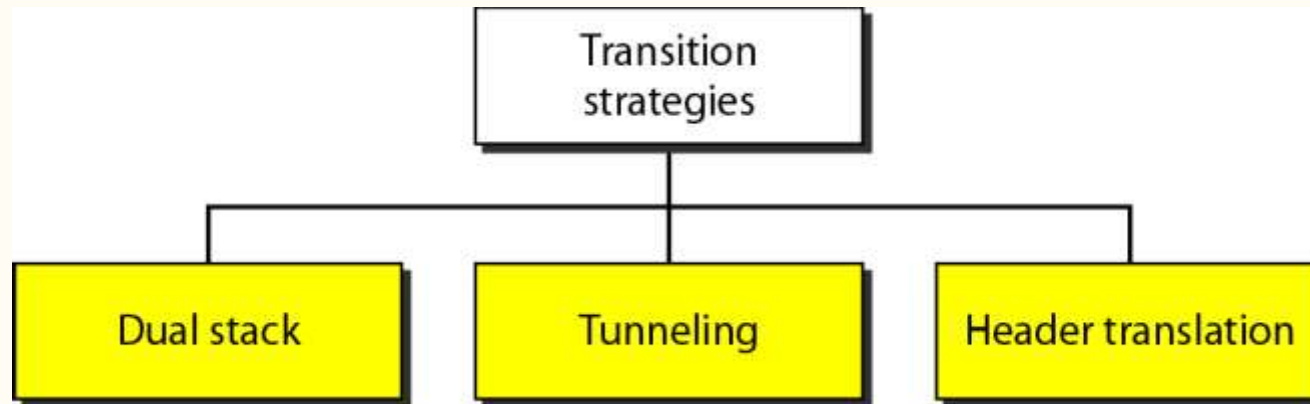 Transition
strategies
Dual stack
Tunneling
Header translation